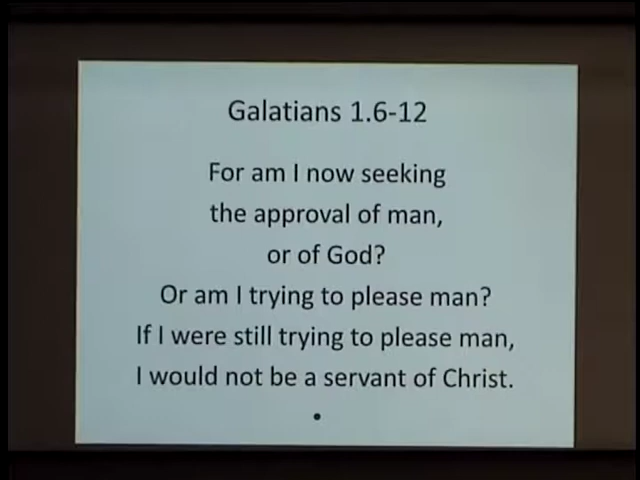 Galatians 1.6-12
For am I now seeking
the approval of man,
or of God?
Or am I trying to please man?
If I were still trying to please man,
I would not be a servant of Christ.
•